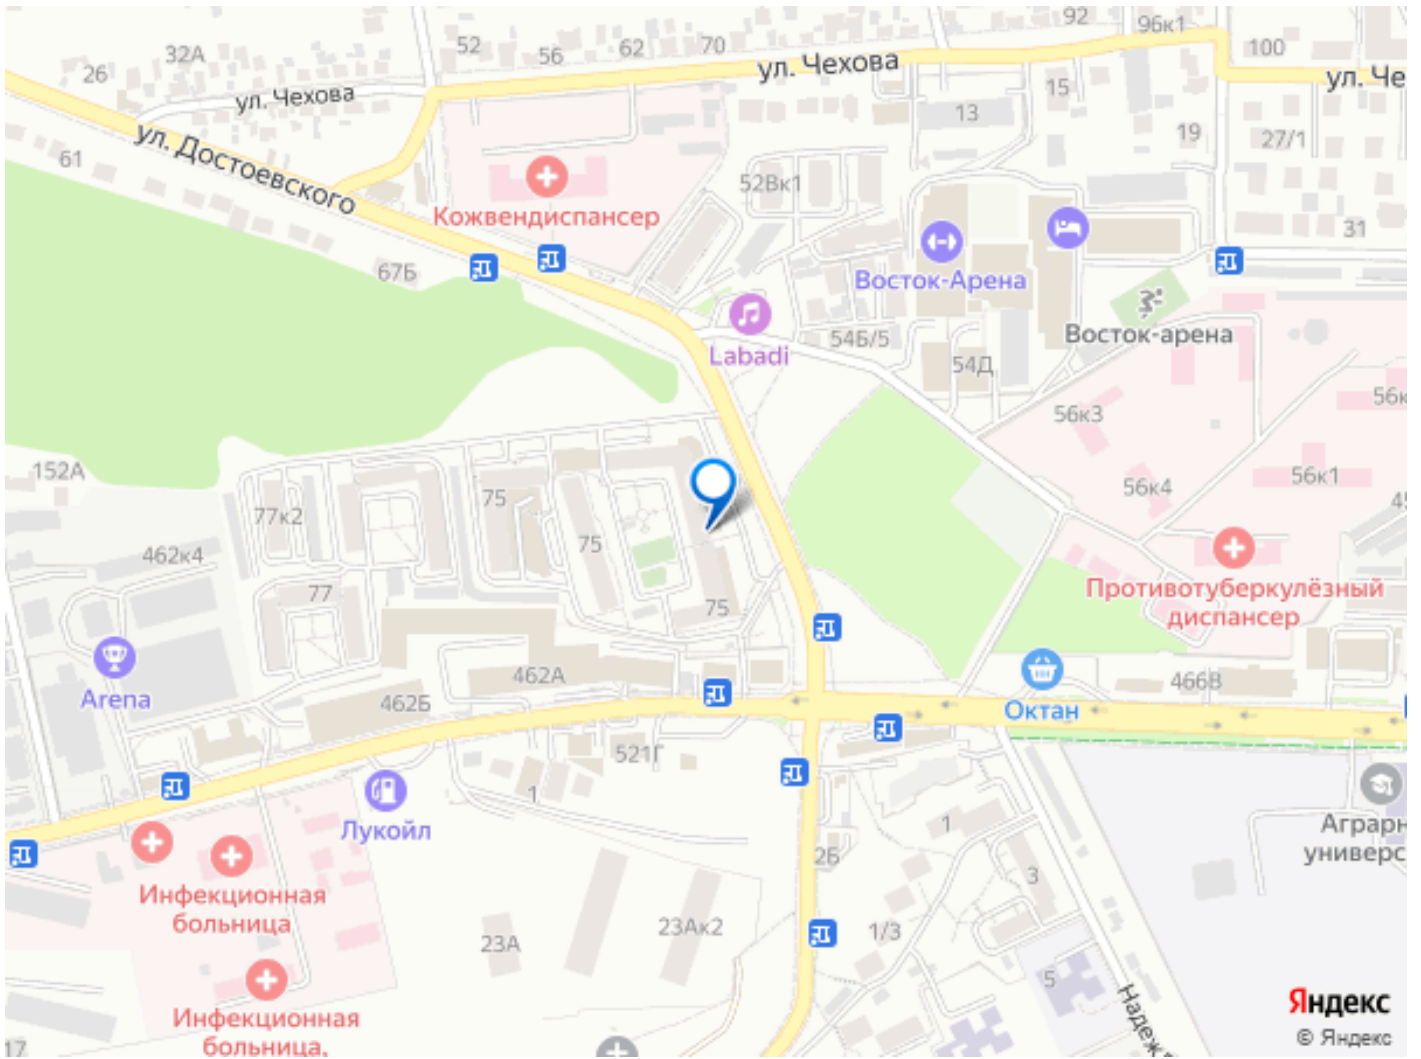 92
96к1
52
62
70
100
32А
56
ул. Чехова
26
ул. Че
15
ул. Чехова
13
19
27/1
ул. Достоевского
61
52Вк1
Кожвендиспансер
31
67Б
Восток-Арена
Восток-арена
54Б/5
Labadi
54Д
56к
56к3
152А
56к1
56к4
75
77к2
45
75
462к4
Противотуберкулёзный
диспансер
77
75
462А
466В
Arena
462Б
Октан
521Г
1
Лукойл
1
Аграрн
универс
2Б
3
Инфекционная
больница
23Ак2
1/3
23А
5
Надежд
Яндекс
Инфекционная
больница,
© Яндекс
17